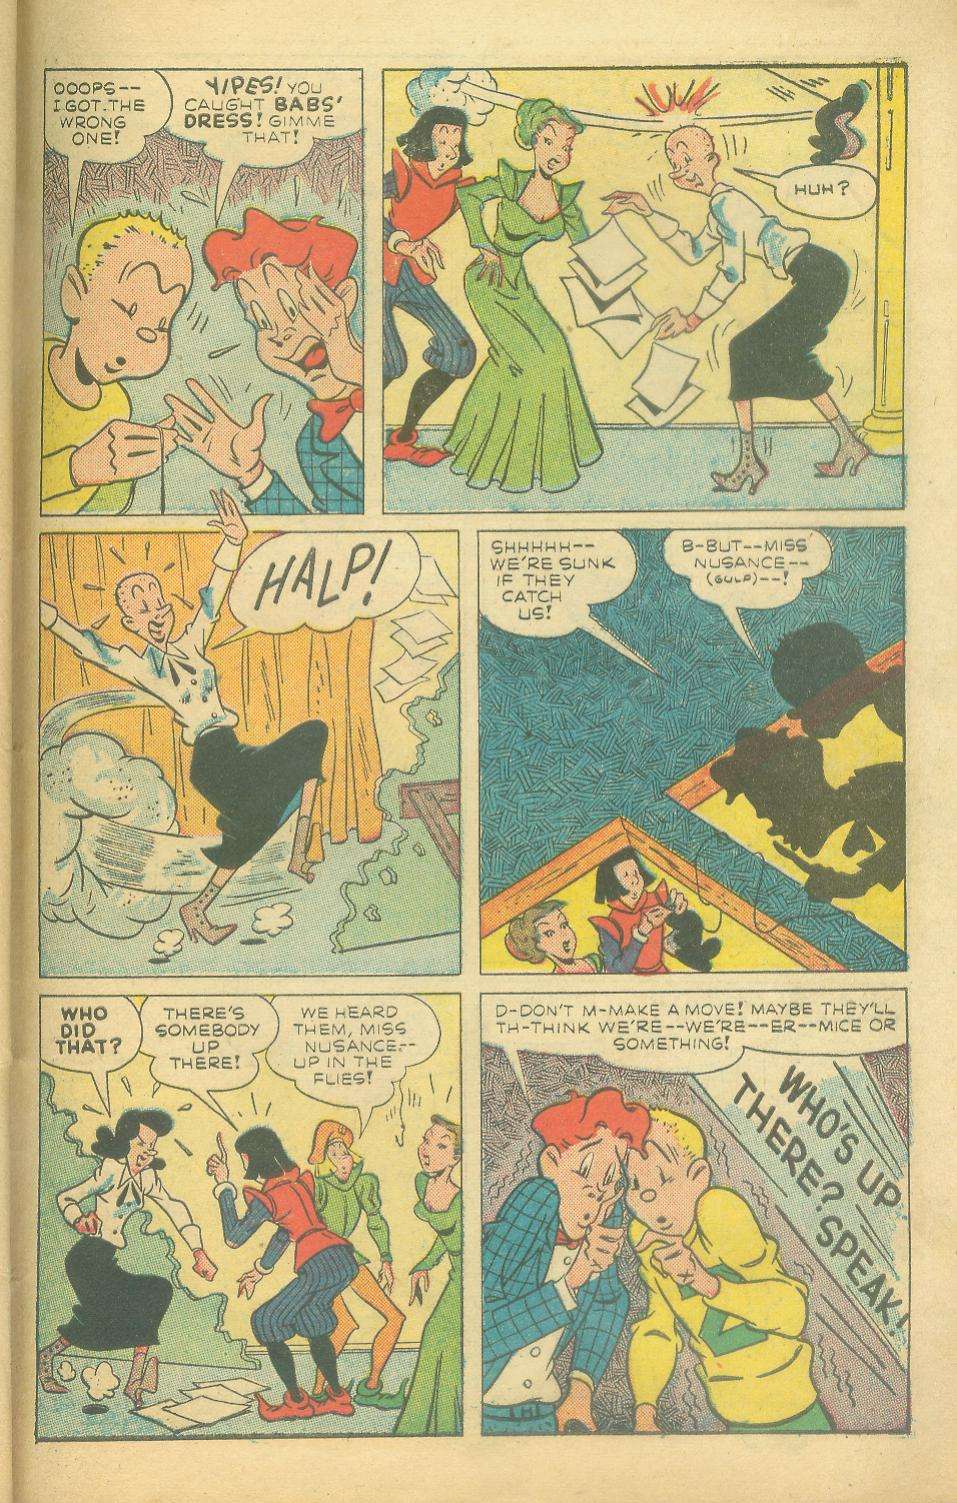 OOOPS--
I GOT THE
WRONG
ONE!
YIPES! YOU
CAUGHT BABS'
DRESS! GIMME
THAT!
HUH?
HALP!
SHHHHH--
WE'RE SUNK
IF THEY
CATCH
US!
B-BUT--MISS
NUSANCE--
(GULP)--!
WHO
DID
THAT?
THERE'S
SOMEBODY
UP
THERE!
WE HEARD
THEM, MISS
NUSANCE--
UP IN THE
FLIES!
D-DON'T M-MAKE A MOVE! MAYBE THEY'LL
TH-THINK WE'RE--WE'RE--ER--MICE OR
SOMETHING!
WHO'S UP
THERE? SPEAK!